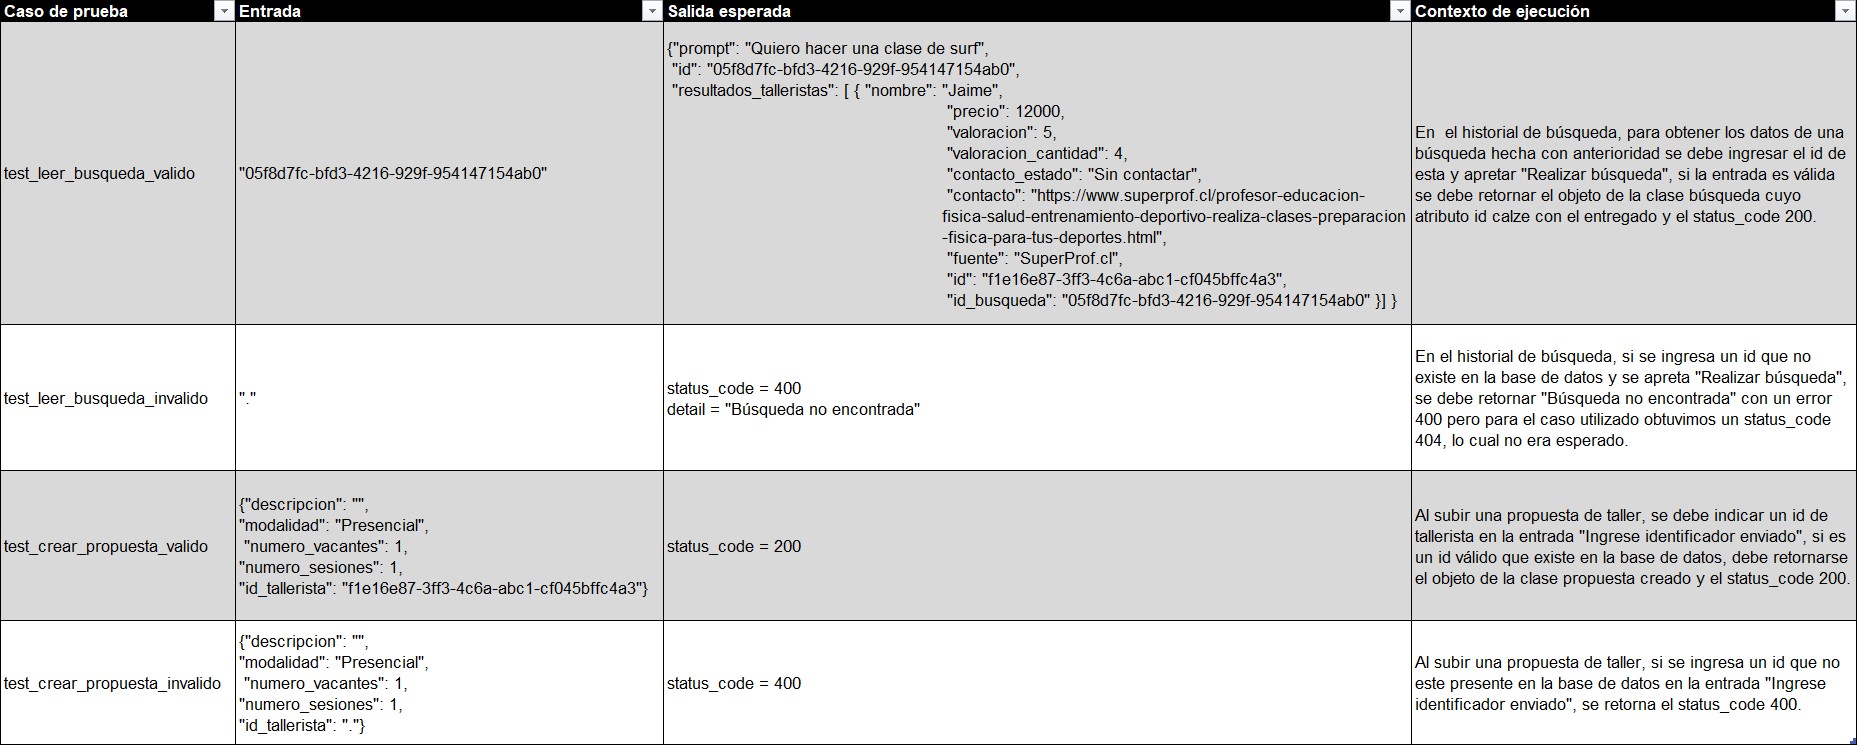 Caso de prueba
Entrada
Salida esperada
Contexto de ejecución
test_leer_busqueda_valido
"05f8d7fc-bfd3-4216-929f-954147154ab0"
{"prompt": "Quiero hacer una clase de surf",
"id": "05f8d7fc-bfd3-4216-929f-954147154ab0",
"resultados_talleristas": [ { "nombre": "Jaime",
"precio": 12000,
"valoracion": 5,
"valoracion_cantidad": 4,
"contacto_estado": "Sin contactar",
"contacto": "https://www.superprof.cl/profesor-educacion-
fisica-salud-entrenamiento-deportivo-realiza-clases-preparacion
-fisica-para-tus-deportes.html",
"fuente": "SuperProf.cl",
"id": "f1e16e87-3ff3-4c6a-abc1-cf045bffc4a3",
"id_busqueda": "05f8d7fc-bfd3-4216-929f-954147154ab0" }] }
En  el historial de búsqueda, para obtener los datos de una
búsqueda hecha con anterioridad se debe ingresar el id de
esta y apretar "Realizar búsqueda", si la entrada es válida
se debe retornar el objeto de la clase búsqueda cuyo
atributo id calze con el entregado y el status_code 200.
test_leer_busqueda_invalido
"."
status_code = 400
detail = "Búsqueda no encontrada"
En el historial de búsqueda, si se ingresa un id que no
existe en la base de datos y se apreta "Realizar búsqueda",
se debe retornar "Búsqueda no encontrada" con un error
400 pero para el caso utilizado obtuvimos un status_code
404, lo cual no era esperado.
test_crear_propuesta_valido
{"descripcion": "",
"modalidad": "Presencial",
"numero_vacantes": 1,
"numero_sesiones": 1,
"id_tallerista": "f1e16e87-3ff3-4c6a-abc1-cf045bffc4a3"}
status_code = 200
Al subir una propuesta de taller, se debe indicar un id de
tallerista en la entrada "Ingrese identificador enviado", si es
un id válido que existe en la base de datos, debe retornarse
el objeto de la clase propuesta creado y el status_code 200.
test_crear_propuesta_invalido
{"descripcion": "",
"modalidad": "Presencial",
"numero_vacantes": 1,
"numero_sesiones": 1,
"id_tallerista": "."}
status_code = 400
Al subir una propuesta de taller, si se ingresa un id que no
este presente en la base de datos en la entrada "Ingrese
identificador enviado", se retorna el status_code 400.